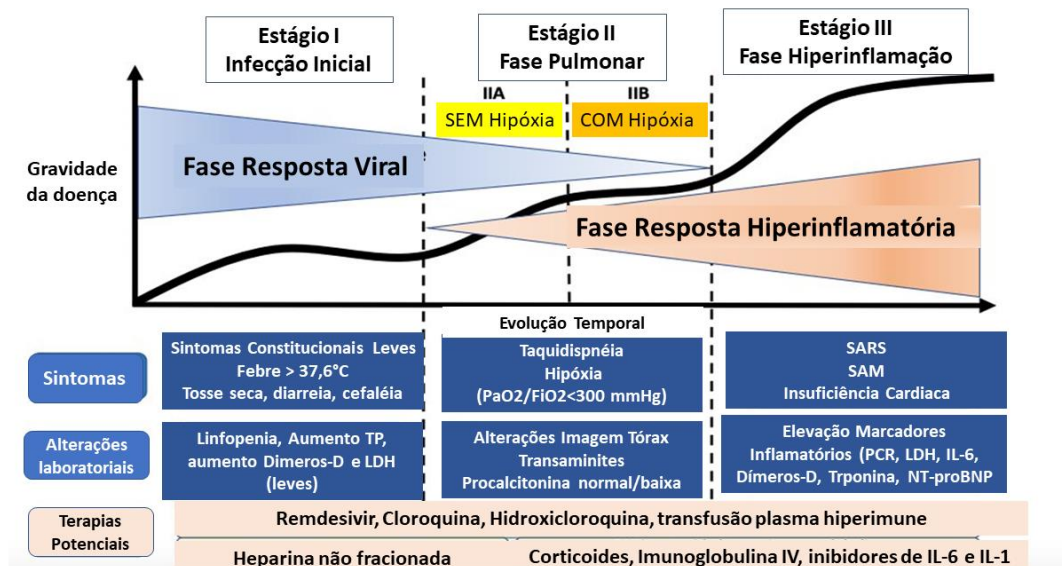 Estágio I
Infecção Inicial
Estágio II
Fase Pulmonar
Estágio III
Fase Hiperinflamação
IIA
IIB
SEM Hipóxia
COM Hipóxia
Gravidade
da doença
Fase Resposta Viral
Fase Resposta Hiperinflamatória
Evolução Temporal
Sintomas
Sintomas Constitucionais Leves
Febre > 37,6°C
Tosse seca, diarreia, cefaléia
Taquidispnéia
Hipóxia
(PaO2/FiO2<300 mmHg)
SARS
SAM
Insuficiência Cardiaca
Alterações
laboratoriais
Linfopenia, Aumento TP,
aumento Dimeros-D e LDH
(leves)
Alterações Imagem Tórax
Transaminites
Procalcitonina normal/baixa
Elevação Marcadores
Inflamatórios (PCR, LDH, IL-6,
Dímeros-D, Trponina, NT-proBNP
Terapias
Potenciais
Remdesivir, Cloroquina, Hidroxicloroquina, transfusão plasma hiperimune
Heparina não fracionada
Corticoides, Imunoglobulina IV, inibidores de IL-6 e IL-1